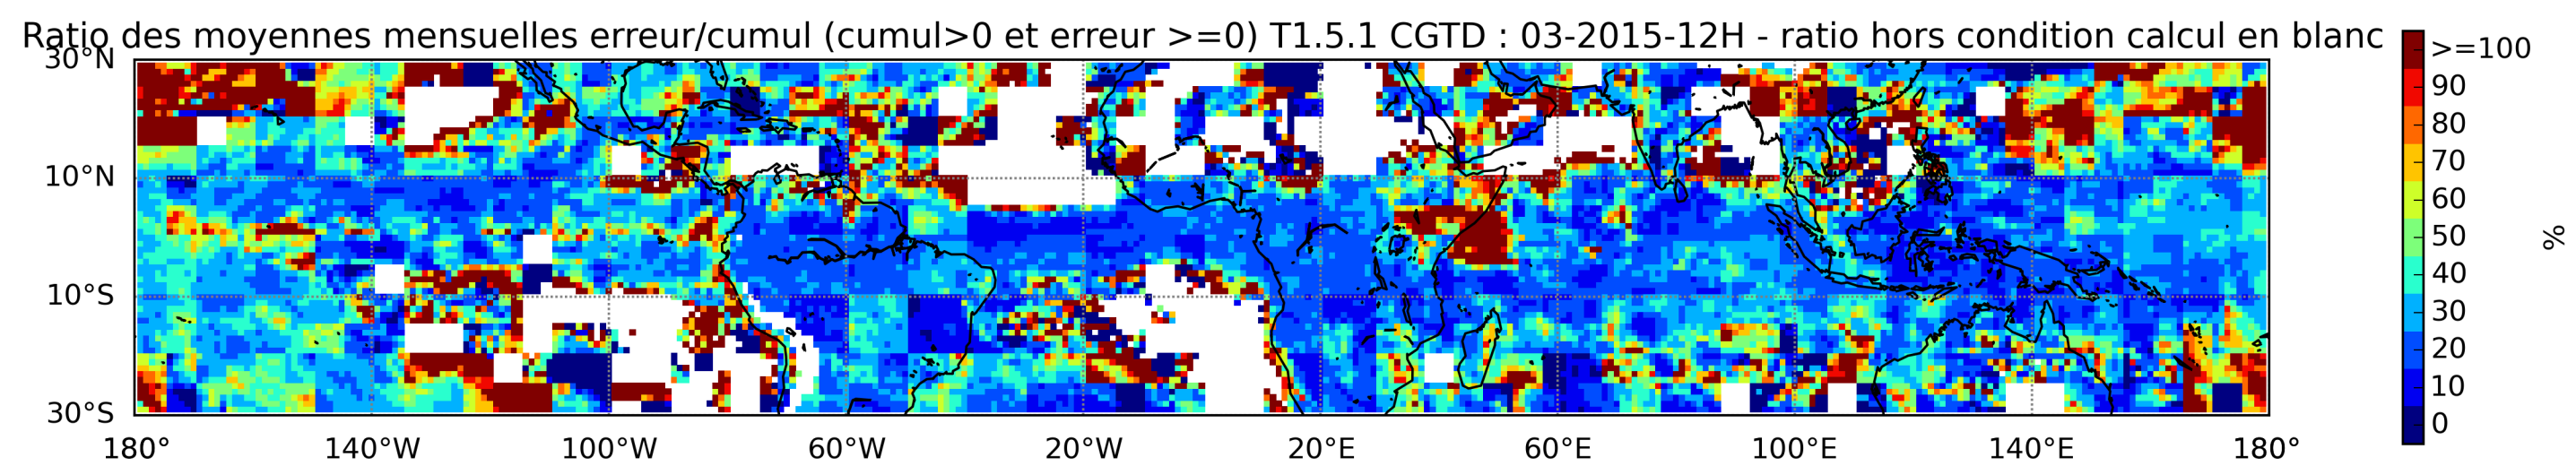 Ratio des moyennes mensuelles erreur/cumul (cumul>0 et erreur >=0) T1.5.1 CGTD : 03-2015-12H - ratio hors condition calcul en blanc
30°N
10°N
10°S
30°S
180°
140°W
100°W
60°W
20°W
20°E
60°E
100°E
140°E
180°
>=100
90
80
70
60
50
40
30
20
10
0
%